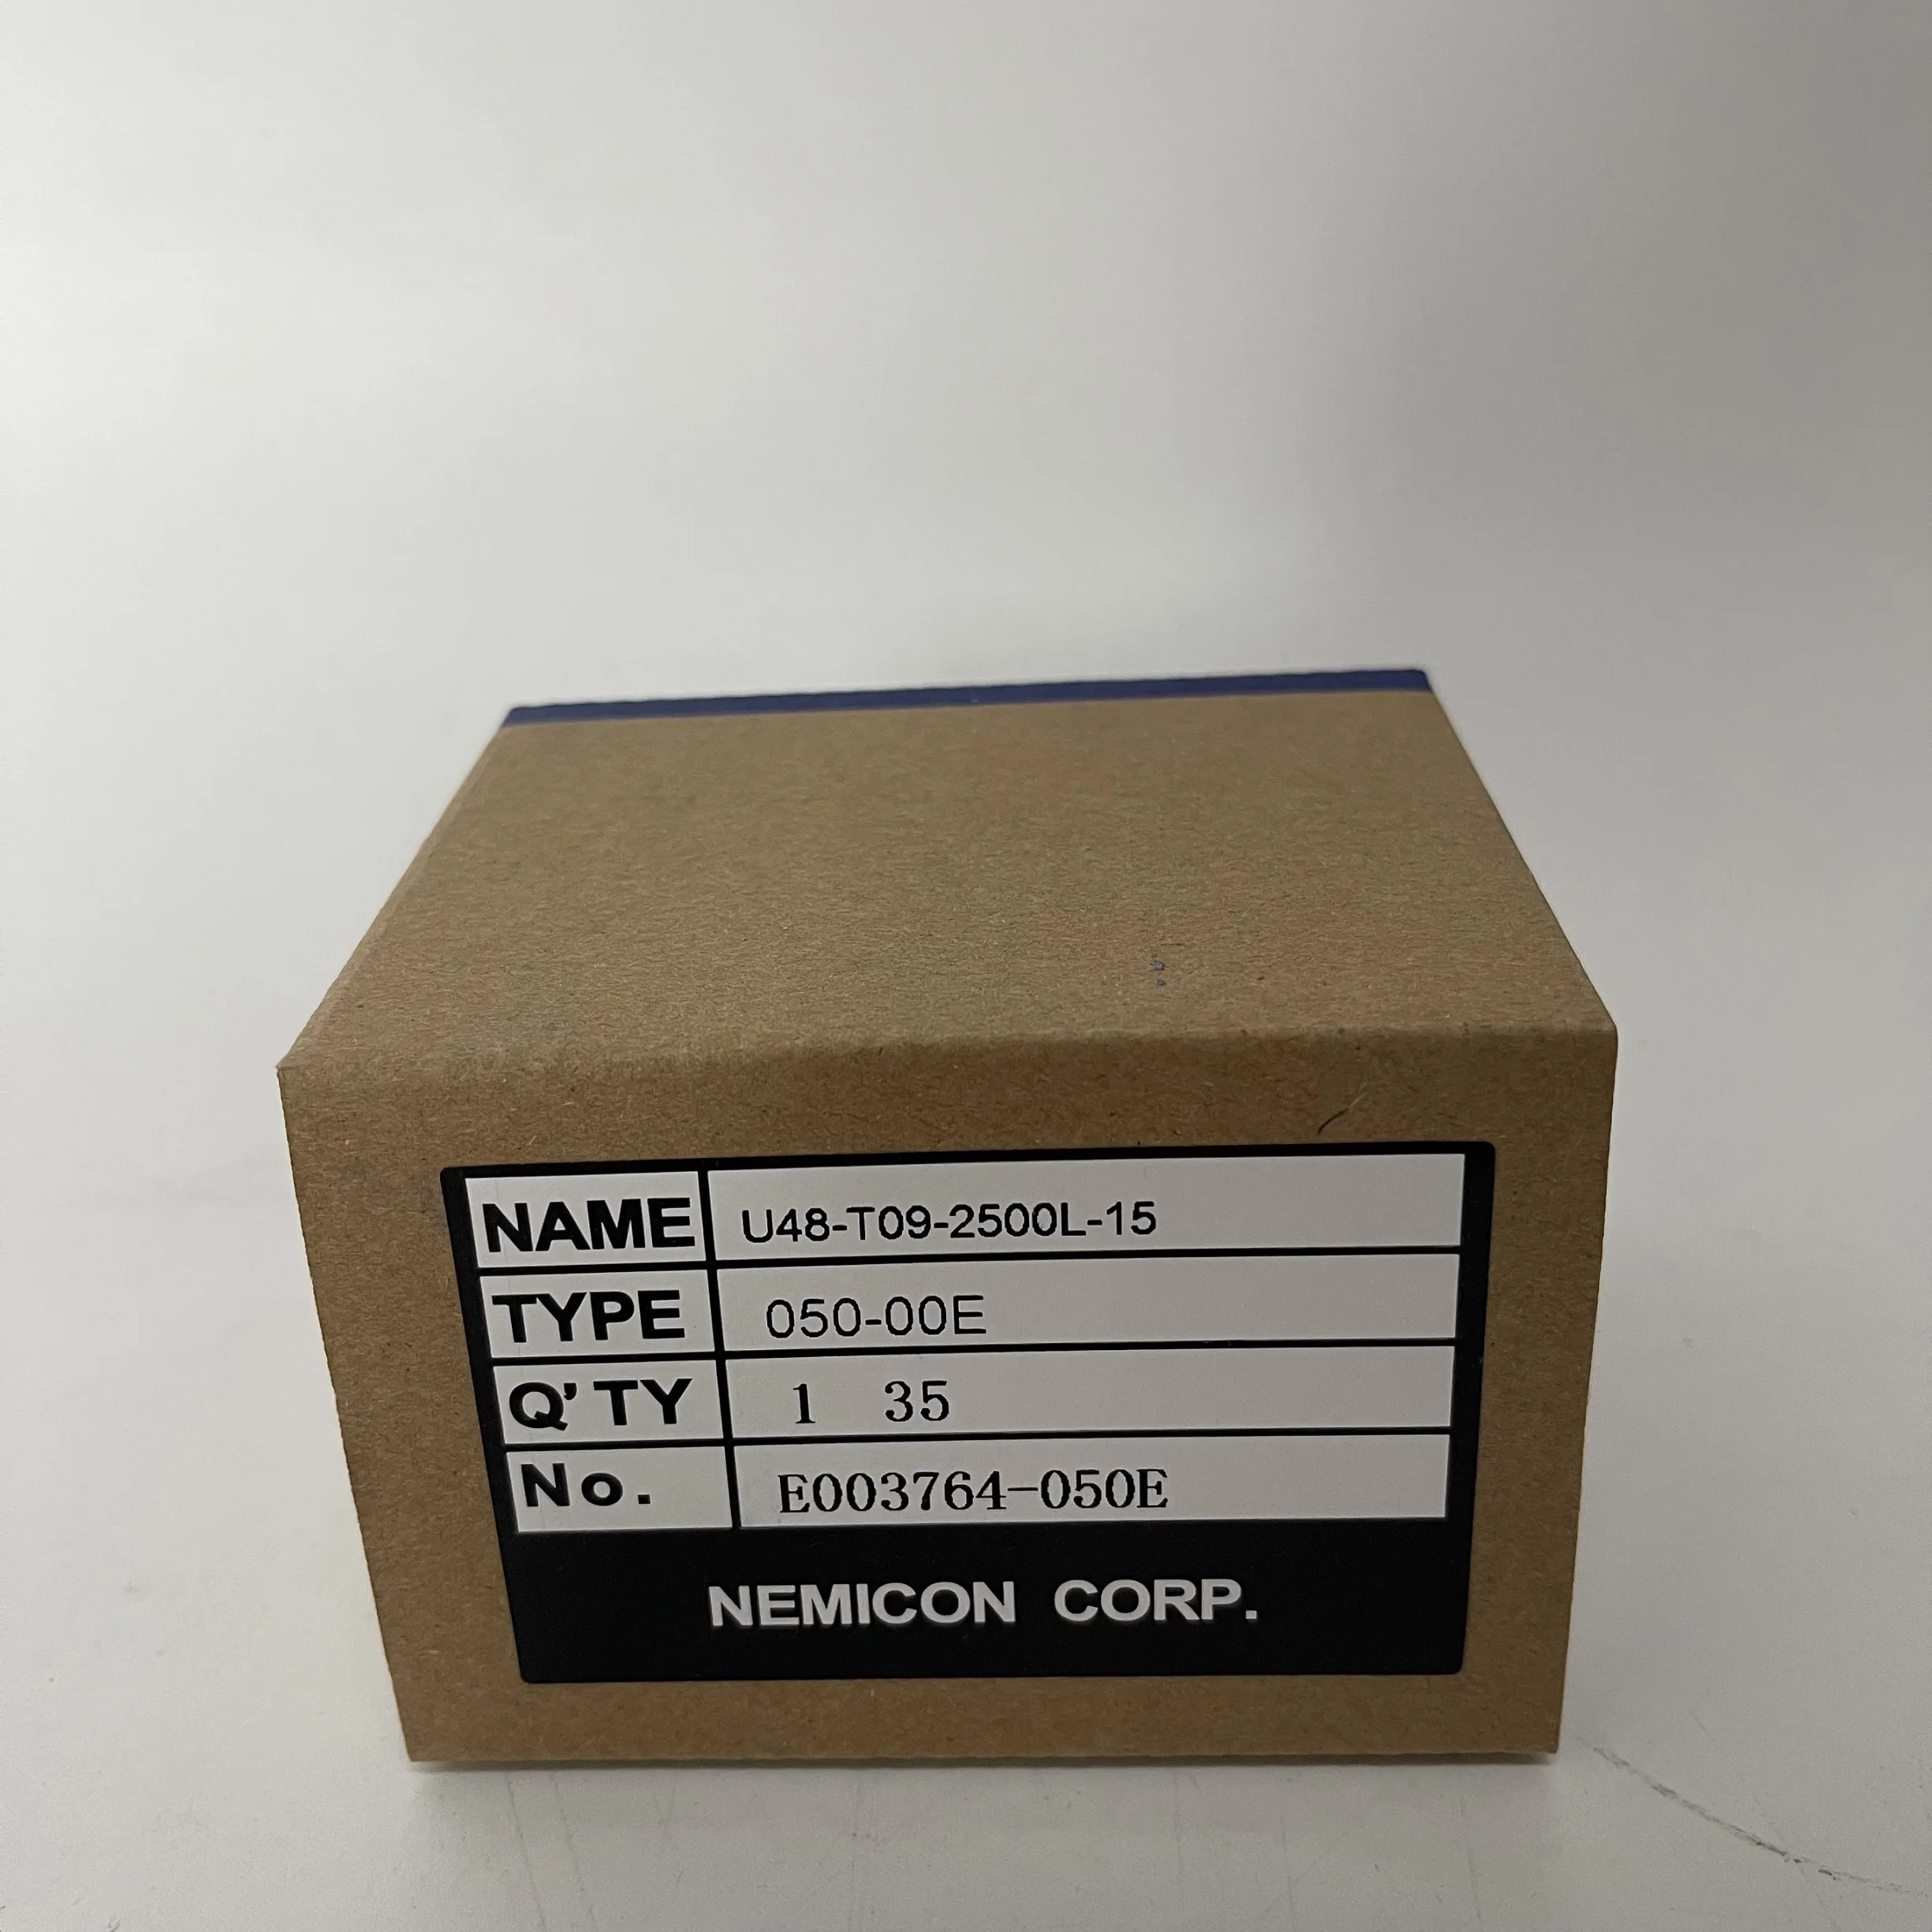 NAME U48-T09-2500L-15
TYPE 050-00E
Q'TY 1 35
No. E003764-050E
NEMICON CORP.